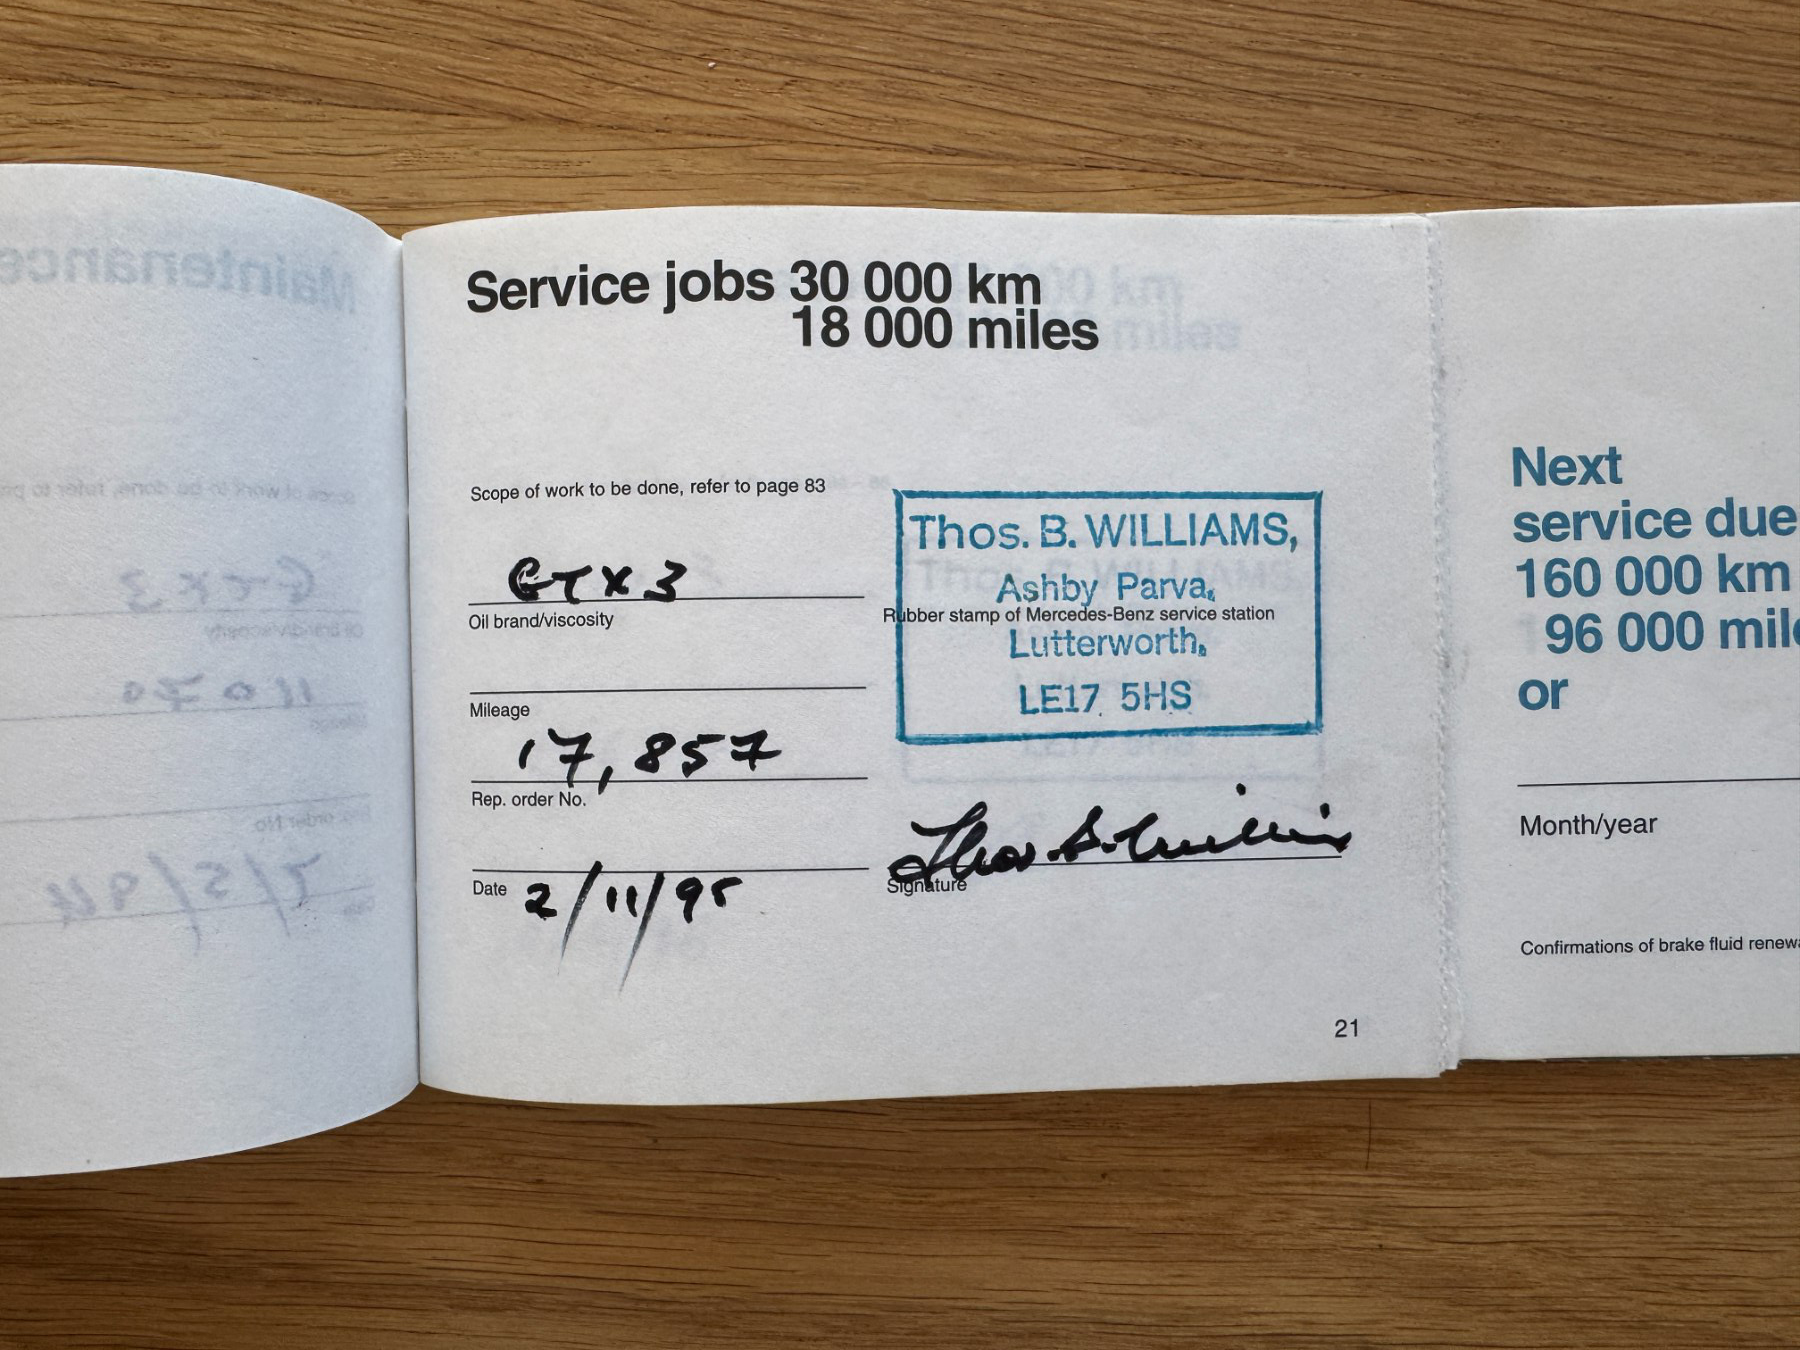 Maintenance
Service jobs 30 000 km
18 000 miles
Scope of work to be done, refer to page 83
GTX 3
Oil brand/viscosity
Mileage
17,857
Rep. order No.
Date 2/11/95
Thos. B. WILLIAMS,
Ashby Parva,
Rubber stamp of Mercedes-Benz service station
Lutterworth,
LE17 5HS
Thos. B. Williams
Signature
21
Next
service due
160 000 km
96 000
or
Month/year
Confirmations of brake fluid